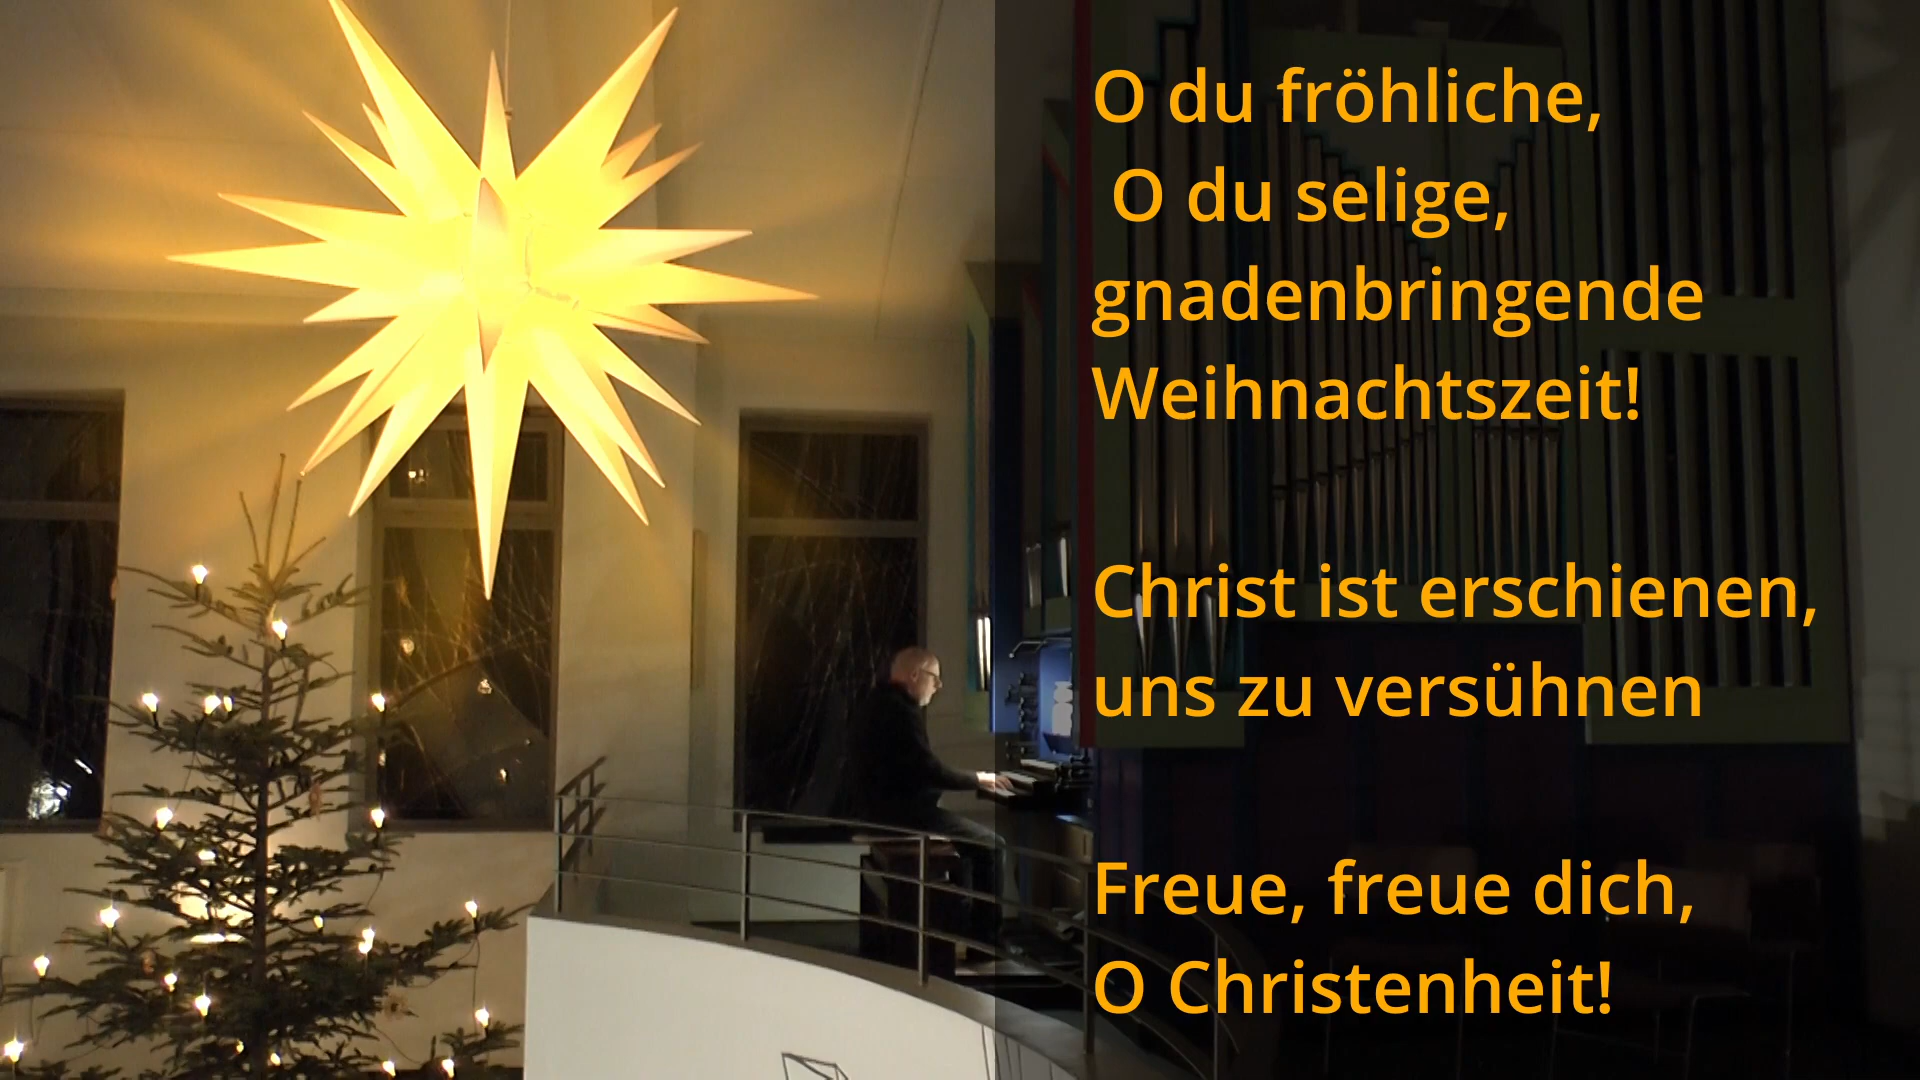 O du fröhliche,
O du selige,
gnadenbringende
Weihnachtszeit!
Christ ist erschienen,
uns zu versühnen
Freue, freue dich,
O Christenheit!